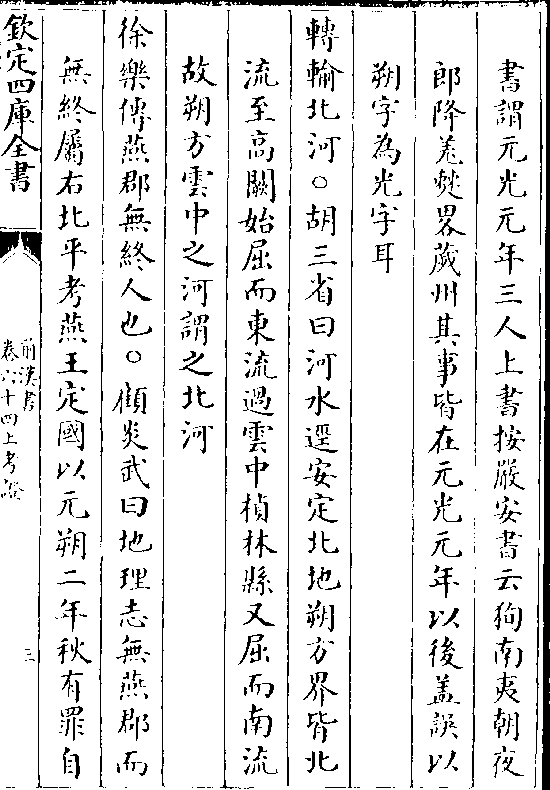 書謂元光元年三人上書按嚴安書云狥南夷朝夜
郎降羗僰畧薉州其事皆在元光元年以後蓋誤以
朔字為光字耳
轉輸北河○胡三省曰河水逕安定北地朔方界皆北
流至高闕始屈而東流過雲中楨林縣又屈而南流
故朔方雲中之河謂之北河
徐樂傳燕郡無終人也○顧炎武曰地理志無燕郡而
無終屬右北平考燕王定國以元朔二年秋有罪自
欽定四庫全書
前漢書
卷六十四上考證
三